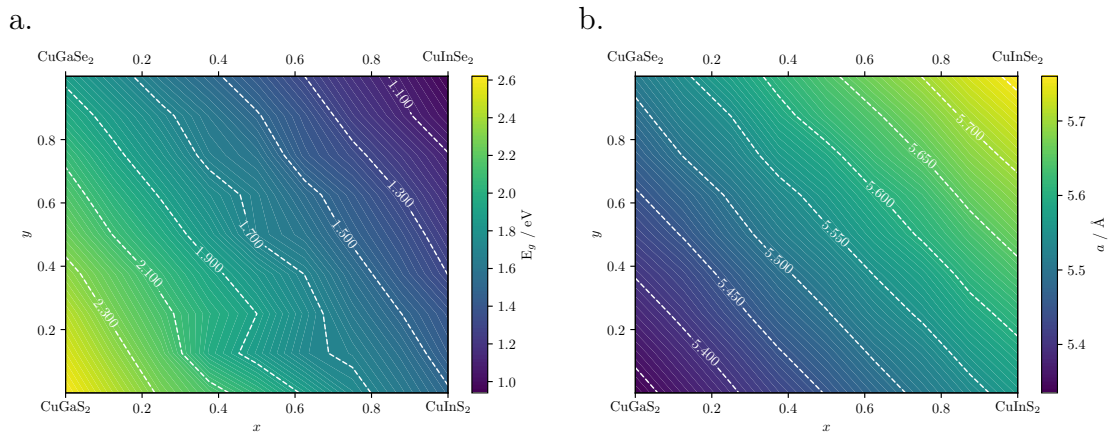 a.
CuGaSe₂ 0.2 0.4 0.6 0.8 CuInSe₂
0.8
0.6
0.4
0.2
y
1.100
1.300
1.500
1.700
1.900
2.100
2.300
CuGaS₂ 0.2 0.4 0.6 0.8 CuInS₂
x
2.6
2.4
2.2
2.0
1.8
1.6
1.4
1.2
1.0
E_g / eV
b.
CuGaSe₂ 0.2 0.4 0.6 0.8 CuInSe₂
0.8
0.6
0.4
0.2
y
5.700
5.650
5.600
5.550
5.500
5.450
5.400
CuGaS₂ 0.2 0.4 0.6 0.8 CuInS₂
x
5.7
5.6
5.5
5.4
a / Å